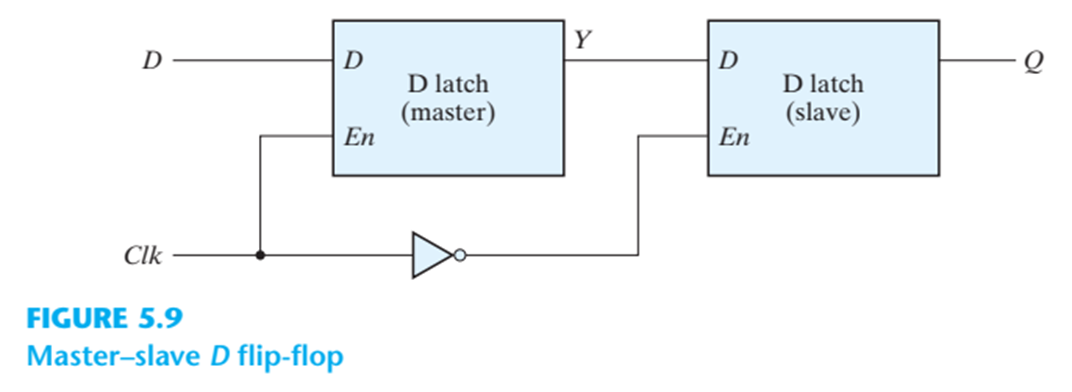 D
D
D latch
(master)
En
Y
D
D latch
(slave)
En
Q
Clk
FIGURE 5.9
Master–slave D flip-flop